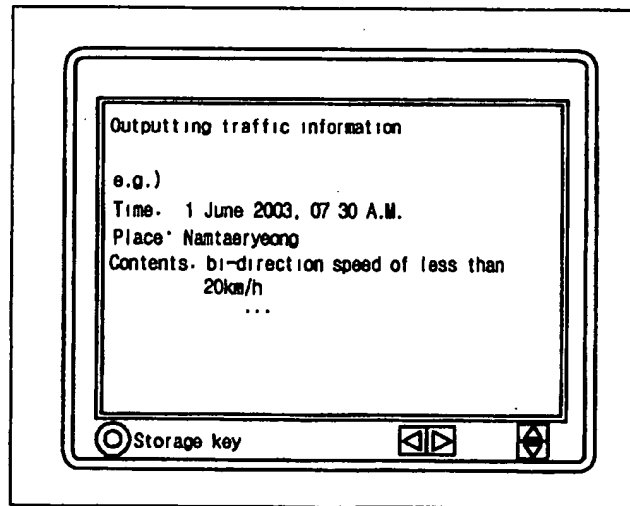 Outputting traffic information
e.g.)
Time. 1 June 2003, 07 30 A.M.
Place· Namtaeryeong
Contents. bi-direction speed of less than
20km/h
...
Storage key